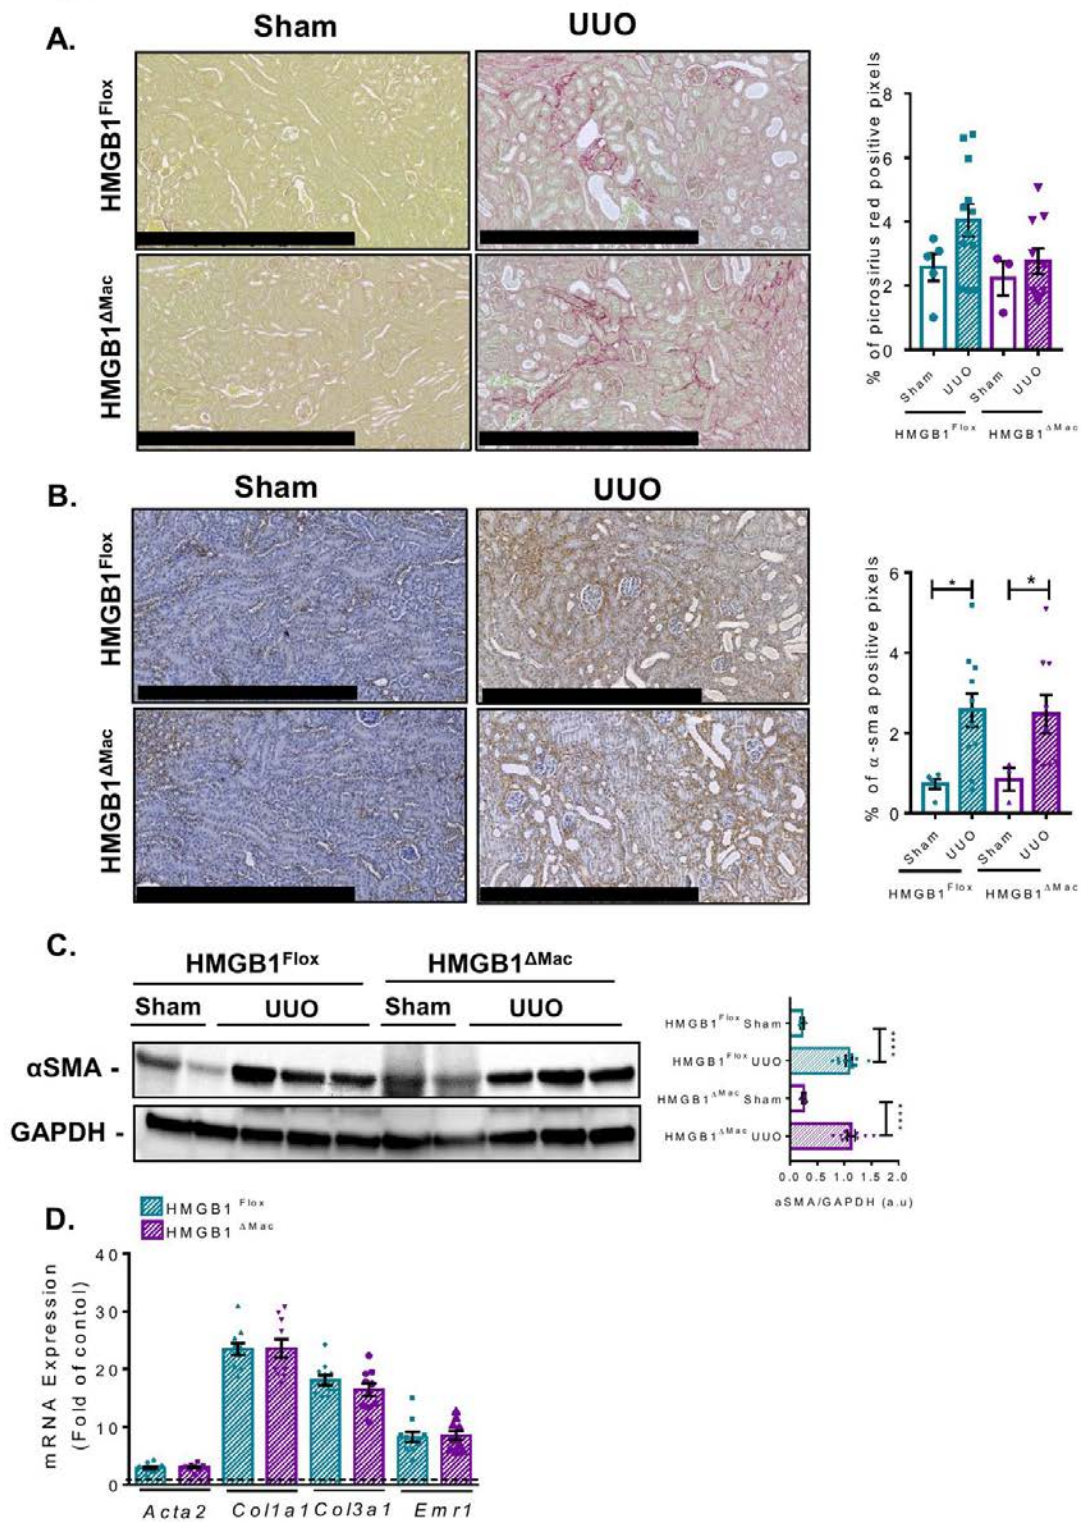 A.
Sham
UUO
HMGB1Flox
HMGB1ΔMac
% of picrosirius red positive pixels
8
6
4
2
0
Sham
UUO
Sham
UUO
HMGB1Flox
HMGB1ΔMac
B.
Sham
UUO
HMGB1Flox
HMGB1ΔMac
% of α-sma positive pixels
6
4
2
0
*
*
Sham
UUO
Sham
UUO
HMGB1Flox
HMGB1ΔMac
C.
HMGB1Flox
HMGB1ΔMac
Sham
UUO
Sham
UUO
αSMA -
GAPDH -
HMGB1Flox Sham
HMGB1Flox UUO
HMGB1ΔMac Sham
HMGB1ΔMac UUO
****
****
0.0 0.5 1.0 1.5 2.0
aSMA/GAPDH (a.u)
D.
HMGB1 Flox
HMGB1 ΔMac
mRNA Expression
(Fold of contol)
40
30
20
10
0
Acta2
Col1a1
Col3a1
Emr1